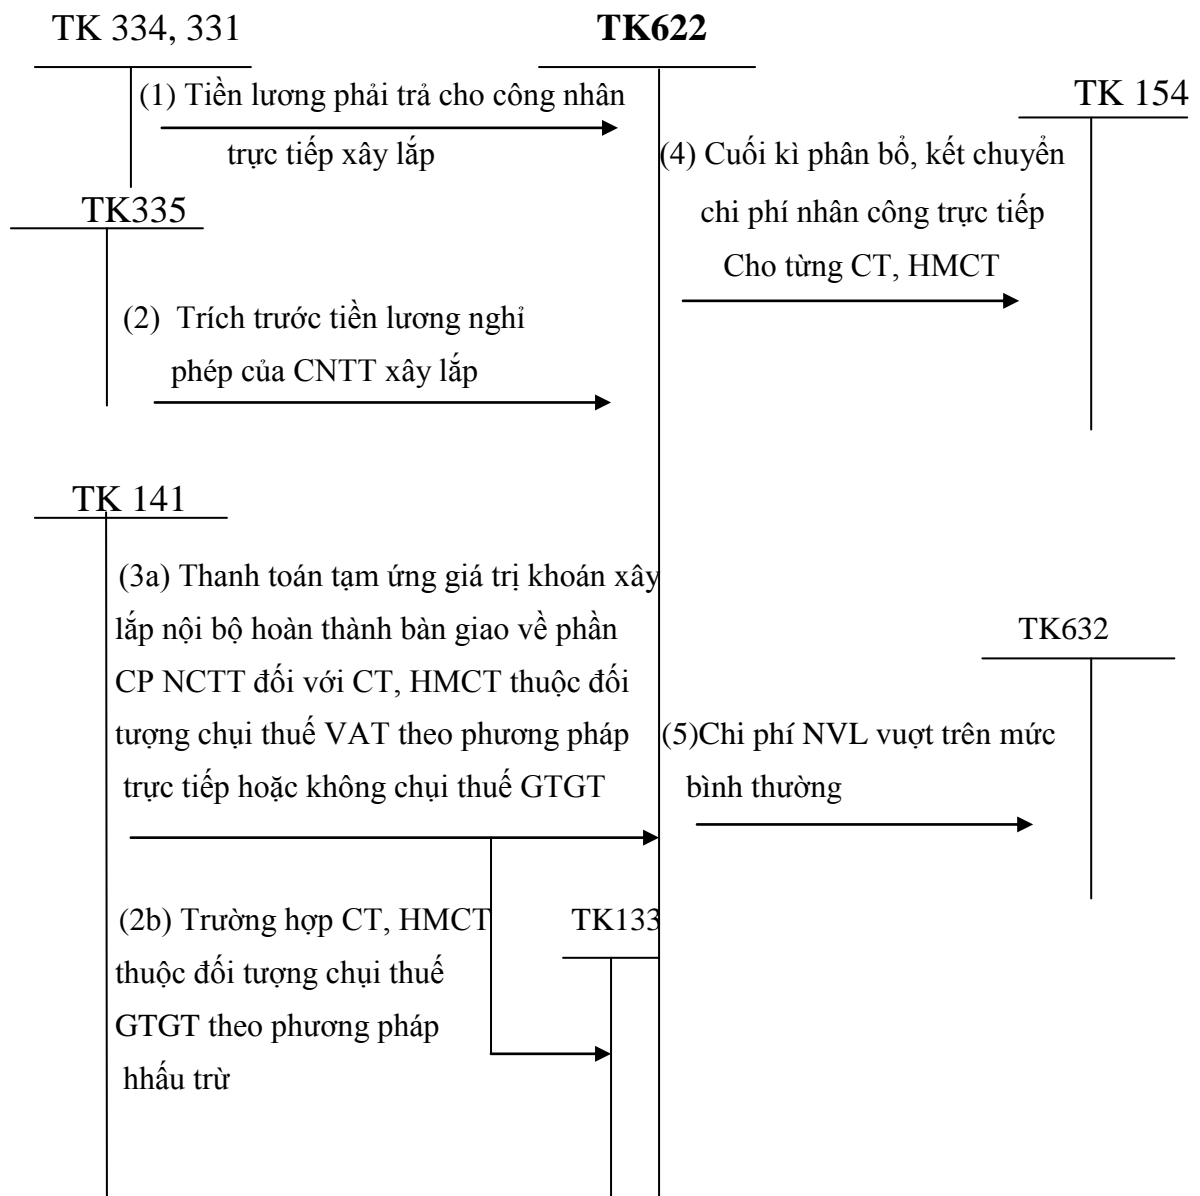 TK 334, 331
TK622
(1) Tiền lương phải trả cho công nhân
trực tiếp xây lắp
TK 154
(4) Cuối kì phân bổ, kết chuyển
chi phí nhân công trực tiếp
Cho từng CT, HMCT
TK335
(2) Trích trước tiền lương nghỉ
phép của CNTT xây lắp
TK 141
(3a) Thanh toán tạm ứng giá trị khoán xây
lắp nội bộ hoàn thành bàn giao về phần
CP NCTT đối với CT, HMCT thuộc đối
tượng chụi thuế VAT theo phương pháp
trực tiếp hoặc không chụi thuế GTGT
TK632
(5)Chi phí NVL vuợt trên mức
bình thường
(2b) Trường hợp CT, HMCT
thuộc đối tượng chụi thuế
GTGT theo phương pháp
hhấu trừ
TK133